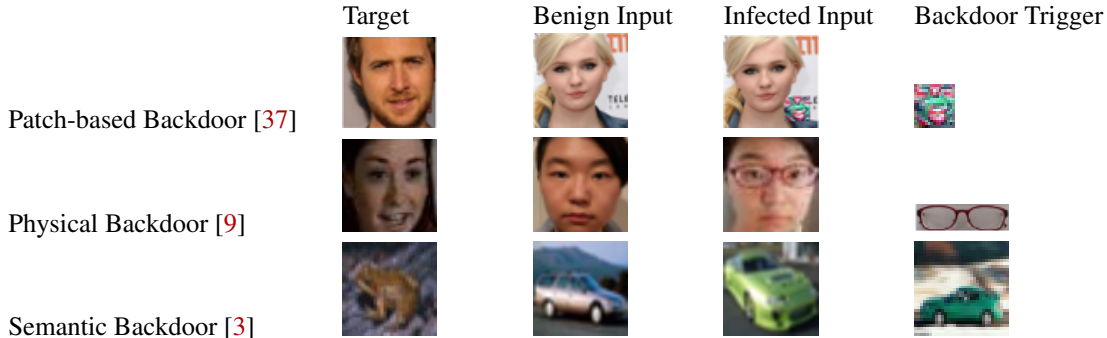 Target Benign Input Infected Input Backdoor Trigger
Patch-based Backdoor [37]
Physical Backdoor [9]
Semantic Backdoor [3]